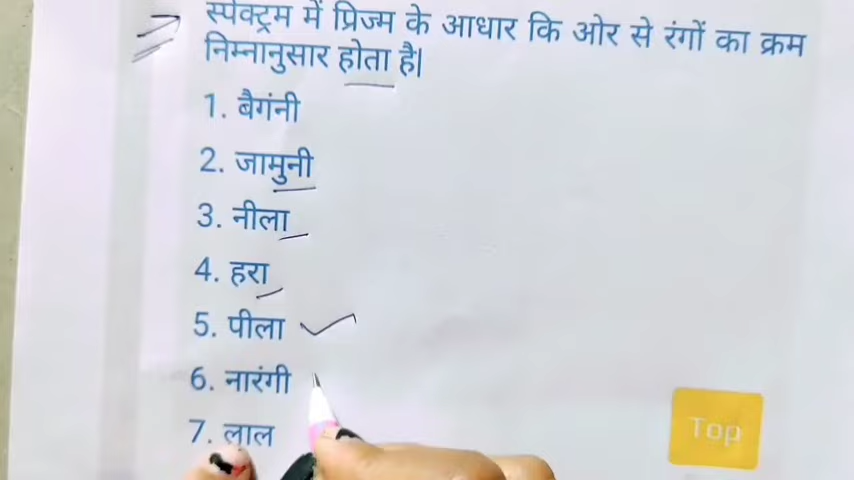 स्पेक्ट्रम में प्रिज्म के आधार कि ओर से रंगों का क्रम
निम्नानुसार होता है|
1. बैगंनी
2. जामुनी
3. नीला
4. हरा
5. पीला
6. नारंगी
7. लाल
Top